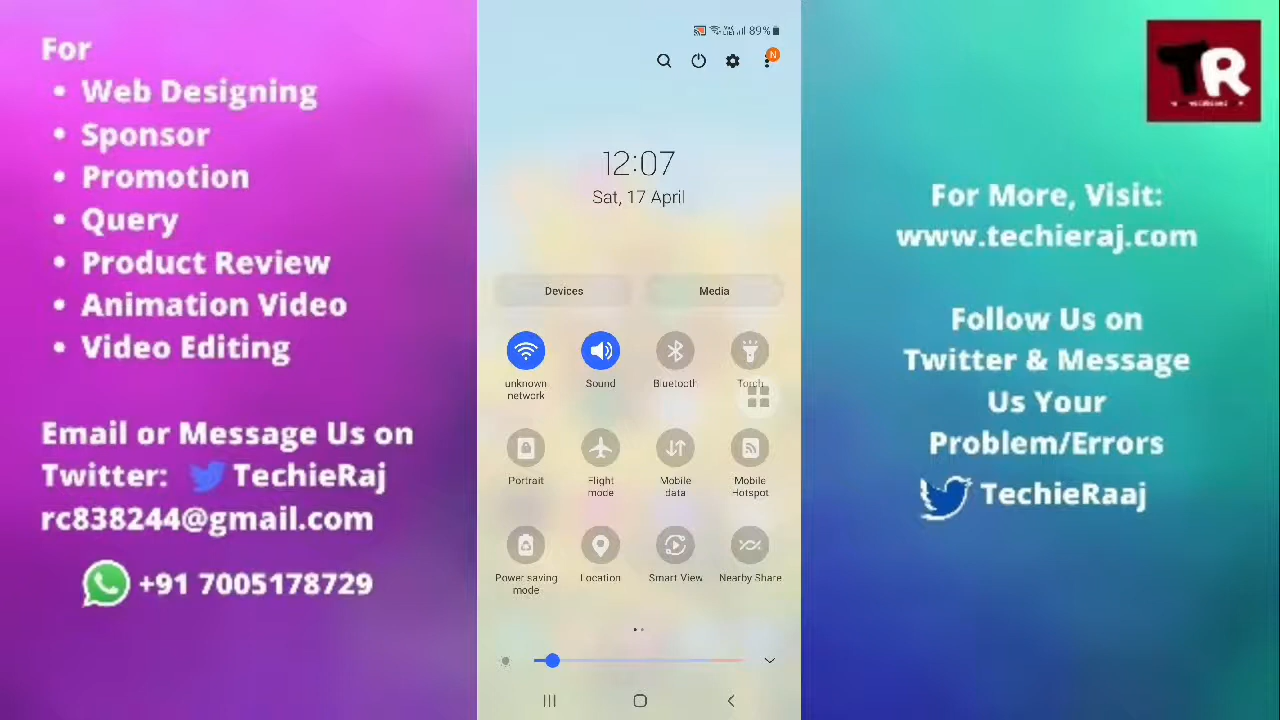 For
• Web Designing
• Sponsor
• Promotion
• Query
• Product Review
• Animation Video
• Video Editing
Email or Message Us on
Twitter: TechieRaj
rc838244@gmail.com
+91 7005178729
89%
N
12:07
Sat, 17 April
Devices
Media
unknown
network
Sound
Bluetooth
Torch
Portrait
Flight
mode
Mobile
data
Mobile
Hotspot
Power saving
mode
Location
Smart View
Nearby Share
TR
For More, Visit:
www.techieraj.com
Follow Us on
Twitter & Message
Us Your
Problem/Errors
TechieRaaj